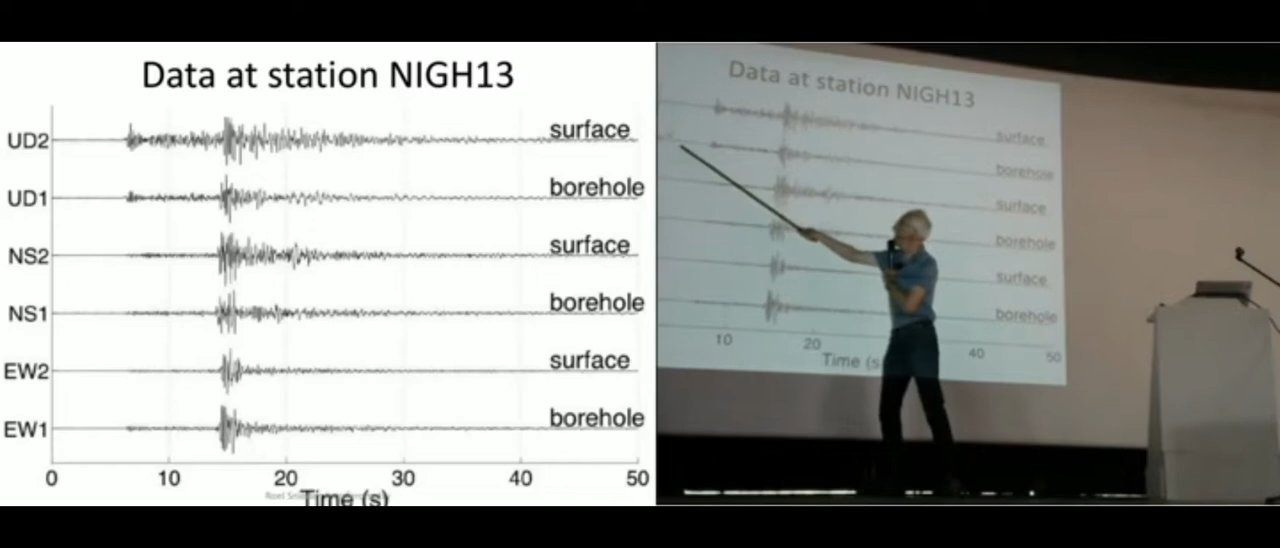 Data at station NIGH13
UD2 surface
UD1 borehole
NS2 surface
NS1 borehole
EW2 surface
EW1 borehole
0 10 20 30 40 50
Time (s)
Data at station NIGH13
surface
borehole
surface
borehole
surface
borehole
10 20 40 50
Time (s